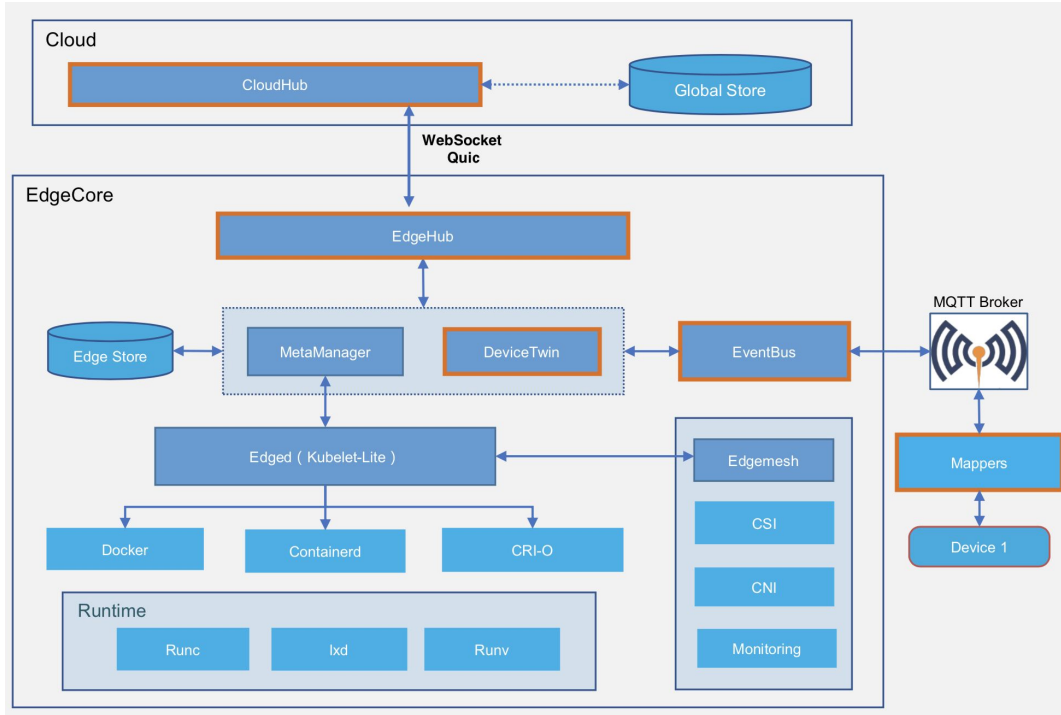 Cloud
CloudHub
Global Store
WebSocket
Quic
EdgeCore
EdgeHub
MQTT Broker
Edge Store
MetaManager
DeviceTwin
EventBus
Edged ( Kubelet-Lite )
Edgemesh
Mappers
CSI
Docker
Containerd
CRI-O
Device 1
CNI
Runtime
Runc
lxd
Runv
Monitoring